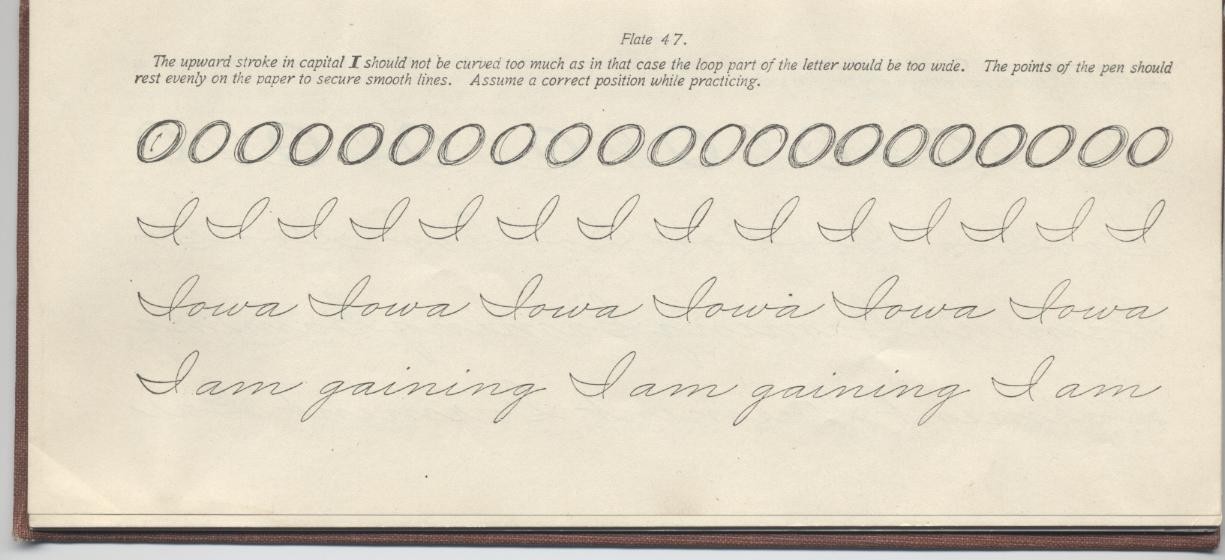 Plate 47.
The upward stroke in capital I should not be curved too much as in that case the loop part of the letter would be too wide. The points of the pen should
rest evenly on the paper to secure smooth lines. Assume a correct position while practicing.
O O O O O O O O O O O O O O O O O O O O O
I I I I I I I I I I I I I I
Iowa Iowa Iowa Iowa Iowa Iowa
I am gaining I am gaining I am